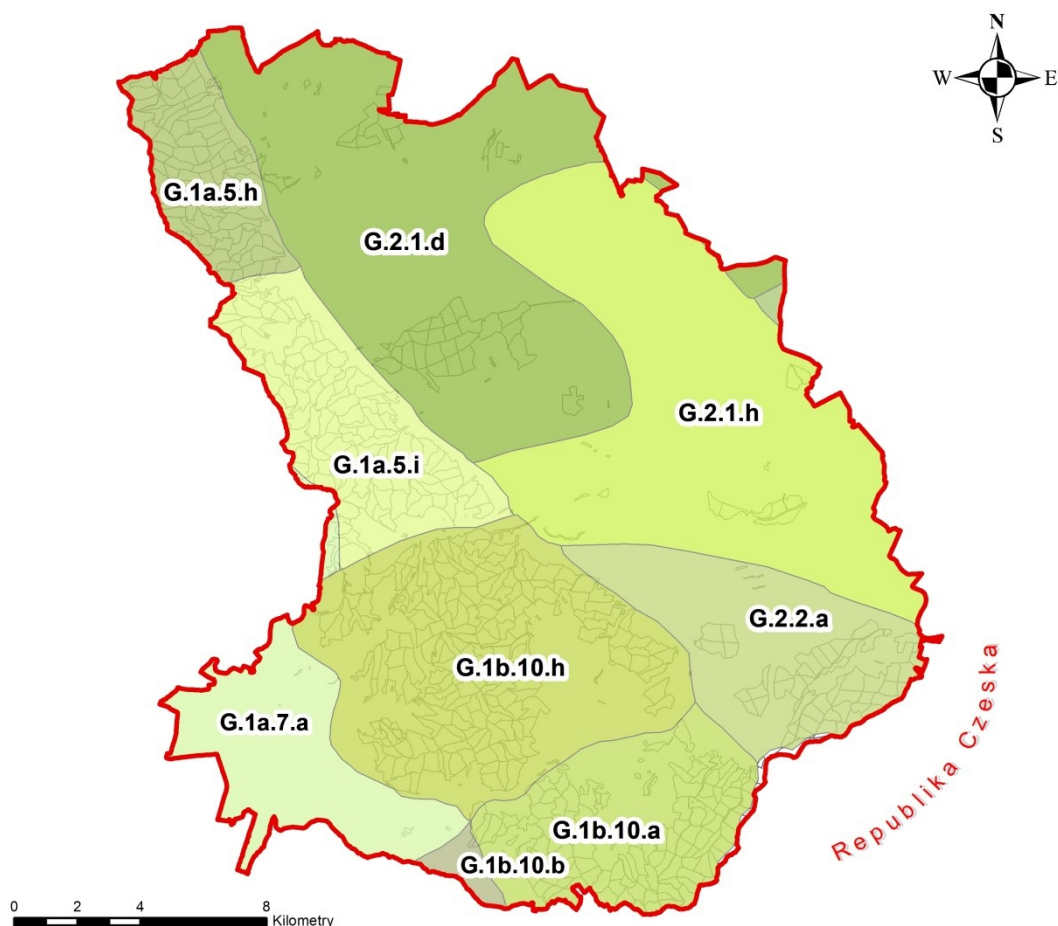 N
W E
S
G.1a.5.h
G.2.1.d
G.2.1.h
G.1a.5.i
G.2.2.a
G.1b.10.h
G.1a.7.a
Republika Czeska
G.1b.10.a
G.1b.10.b
0 2 4 8
Kilometry